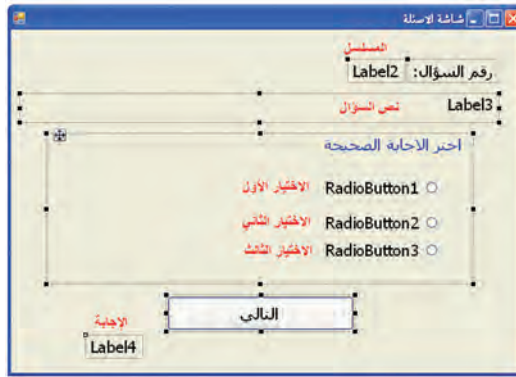 شاشة الاسئلة
المسلسل
رقم السؤال: Label2
Label3 نص السؤال
اختر الاجابة الصحيحة
RadioButton1 الاختيار الأول
RadioButton2 الاختيار الثاني
RadioButton3 الاختيار الثالث
التالي
الإجابة
Label4